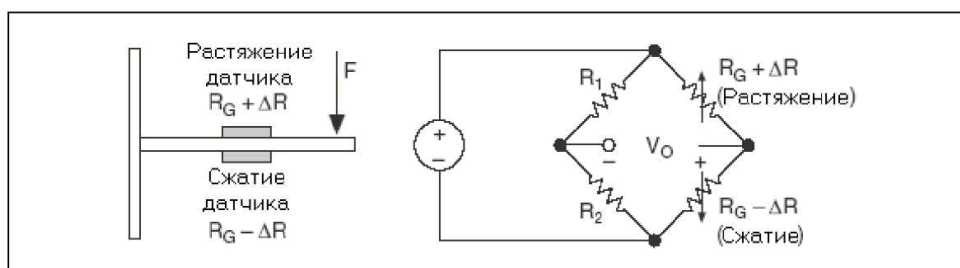 Растяжение
датчика
R_G + ΔR
F
Сжатие
датчика
R_G − ΔR
+
−
R_1
R_2
−
V_O
+
R_G + ΔR
(Растяжение)
R_G − ΔR
(Сжатие)